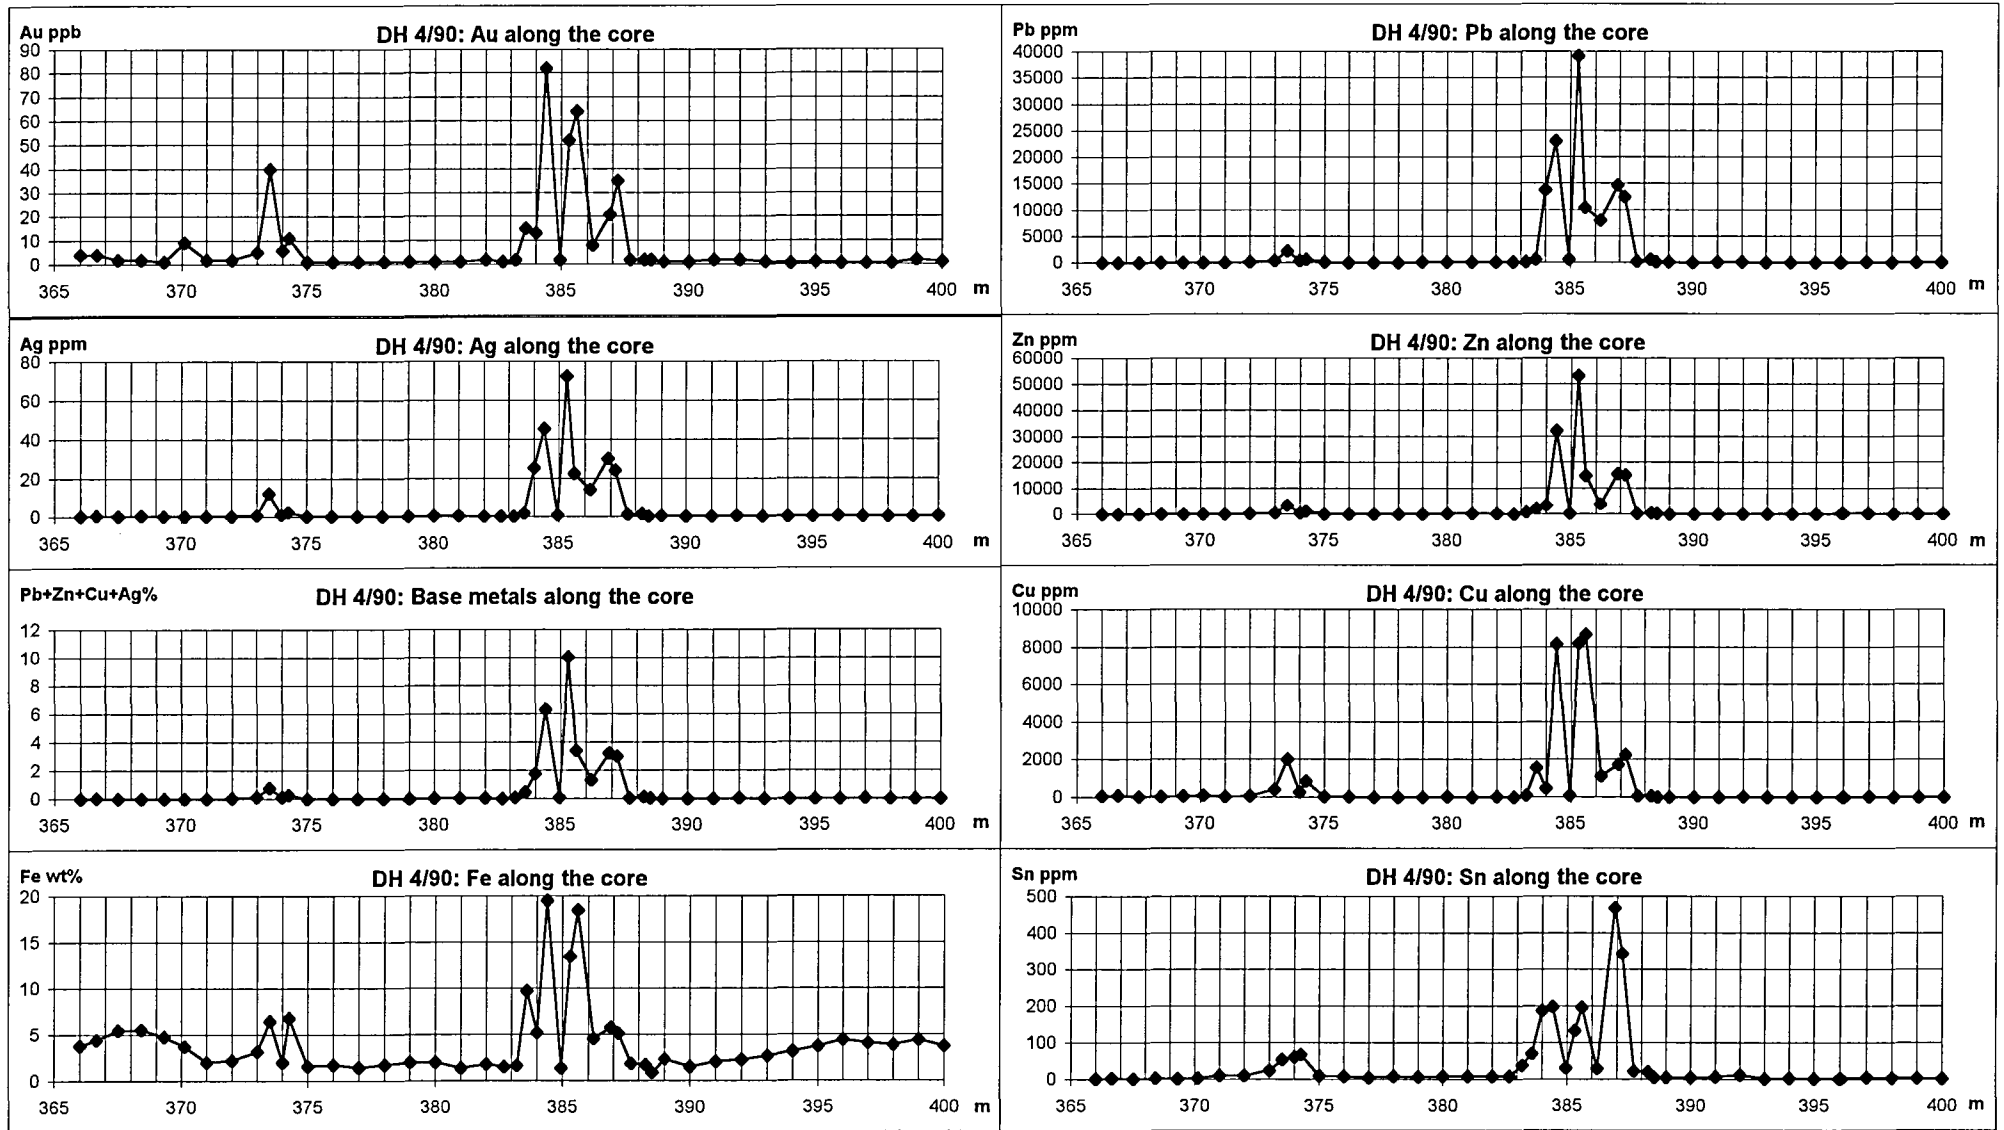 Au ppb
DH 4/90: Au along the core
90
80
70
60
50
40
30
20
10
0
365 370 375 380 385 390 395 400 m
Pb ppm
DH 4/90: Pb along the core
40000
35000
30000
25000
20000
15000
10000
5000
0
365 370 375 380 385 390 395 400 m
Ag ppm
DH 4/90: Ag along the core
80
60
40
20
0
365 370 375 380 385 390 395 400 m
Zn ppm
DH 4/90: Zn along the core
60000
50000
40000
30000
20000
10000
0
365 370 375 380 385 390 395 400 m
Pb+Zn+Cu+Ag%
DH 4/90: Base metals along the core
12
10
8
6
4
2
0
365 370 375 380 385 390 395 400 m
Cu ppm
DH 4/90: Cu along the core
10000
8000
6000
4000
2000
0
365 370 375 380 385 390 395 400 m
Fe wt%
DH 4/90: Fe along the core
20
15
10
5
0
365 370 375 380 385 390 395 400 m
Sn ppm
DH 4/90: Sn along the core
500
400
300
200
100
0
365 370 375 380 385 390 395 400 m